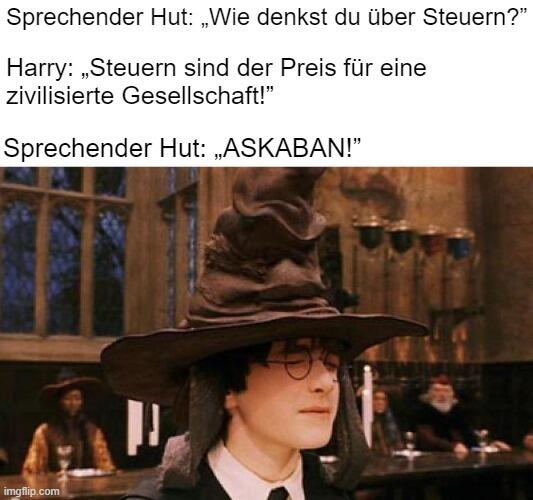 Sprechender Hut: „Wie denkst du über Steuern?”
Harry: „Steuern sind der Preis für eine
zivilisierte Gesellschaft!”
Sprechender Hut: „ASKABAN!”
imgflip.com